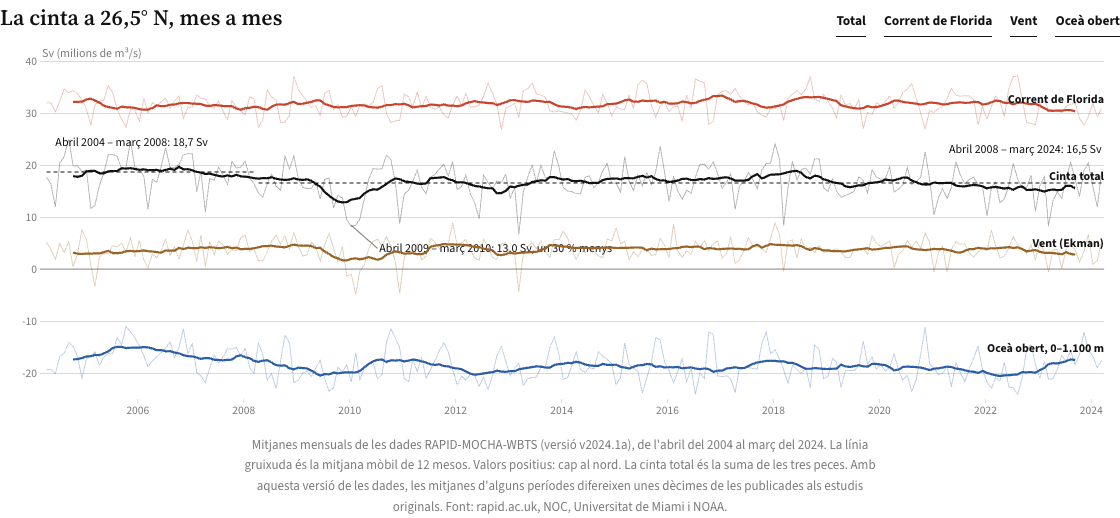 La cinta a 26,5° N, mes a mes
Total Corrent de Florida Vent Oceà obert
Sv (milions de m³/s)
40
30
20
10
0
-10
-20
Corrent de Florida
Abril 2004 – març 2008: 18,7 Sv
Abril 2008 – març 2024: 16,5 Sv
Cinta total
Abril 2009 – març 2010: 13,0 Sv, un 30 % menys
Vent (Ekman)
Oceà obert, 0–1.100 m
2006 2008 2010 2012 2014 2016 2018 2020 2022 2024
Mitjanes mensuals de les dades RAPID-MOCHA-WBTS (versió v2024.1a), de l'abril del 2004 al març del 2024. La línia
gruixuda és la mitjana mòbil de 12 mesos. Valors positius: cap al nord. La cinta total és la suma de les tres peces. Amb
aquesta versió de les dades, les mitjanes d'alguns períodes difereixen unes dècimes de les publicades als estudis
originals. Font: rapid.ac.uk, NOC, Universitat de Miami i NOAA.